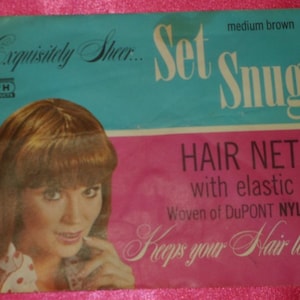 medium brown
Exquisitely Sheer...
Set
Snug
H
HAIR NET
with elastic
Woven of DuPONT NYL
Keeps your Hair